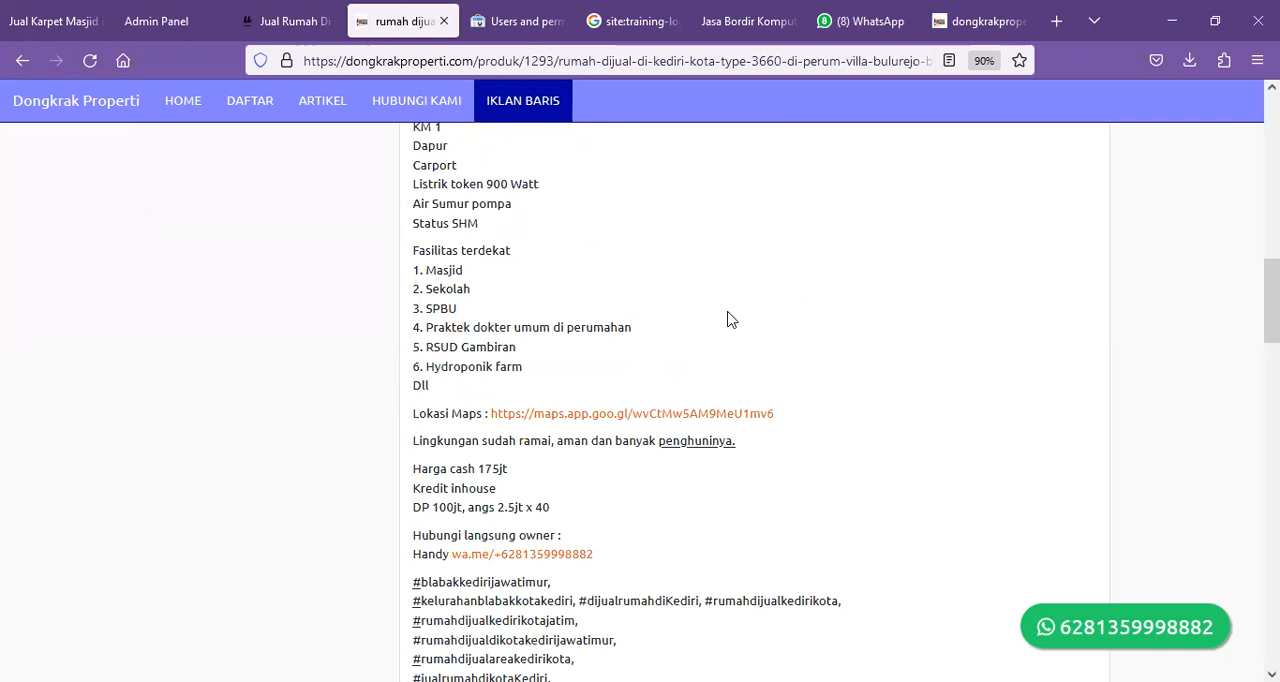 Jual Karpet Masjid
Admin Panel
Jual Rumah Di
rumah dijua
Users and perm
site:training-lo
Jasa Bordir Komput
(8) WhatsApp
dongkrakprope
https://dongkrakproperti.com/produk/1293/rumah-dijual-di-kediri-kota-type-3660-di-perum-villa-bulurejo-b
90%
Dongkrak Properti
HOME
DAFTAR
ARTIKEL
HUBUNGI KAMI
IKLAN BARIS
KM 1
Dapur
Carport
Listrik token 900 Watt
Air Sumur pompa
Status SHM
Fasilitas terdekat
1. Masjid
2. Sekolah
3. SPBU
4. Praktek dokter umum di perumahan
5. RSUD Gambiran
6. Hydroponik farm
Dll
Lokasi Maps : https://maps.app.goo.gl/wvCtMw5AM9MeU1mv6
Lingkungan sudah ramai, aman dan banyak penghuninya.
Harga cash 175jt
Kredit inhouse
DP 100jt, angs 2.5jt x 40
Hubungi langsung owner :
Handy wa.me/+6281359998882
#blabakkedirijawatimur,
#kelurahanblabakkotakediri, #dijualrumahdiKediri, #rumahdijualkedirikota,
#rumahdijualkedirikotajatim,
#rumahdijualdikotakedirijawatimur,
#rumahdijualareakedirikota,
#jualrumahdikotaKediri,
6281359998882